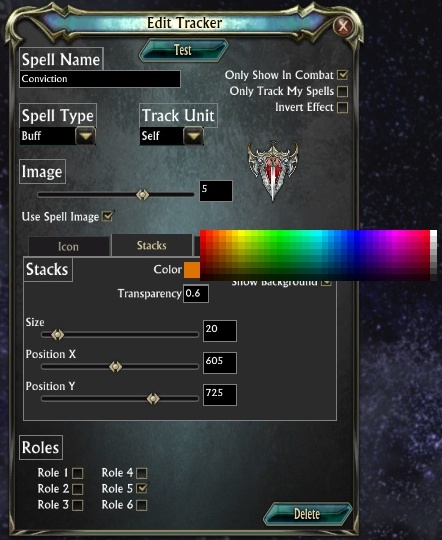 Edit Tracker
Test
Spell Name
Conviction
Only Show In Combat
Only Track My Spells
Invert Effect
Spell Type
Track Unit
Buff
Self
Image
5
Use Spell Image
Icon
Stacks
Stacks
Color
Show Background
Transparency
0.6
Size
20
Position X
605
Position Y
725
Roles
Role 1
Role 4
Role 2
Role 5
Role 3
Role 6
Delete